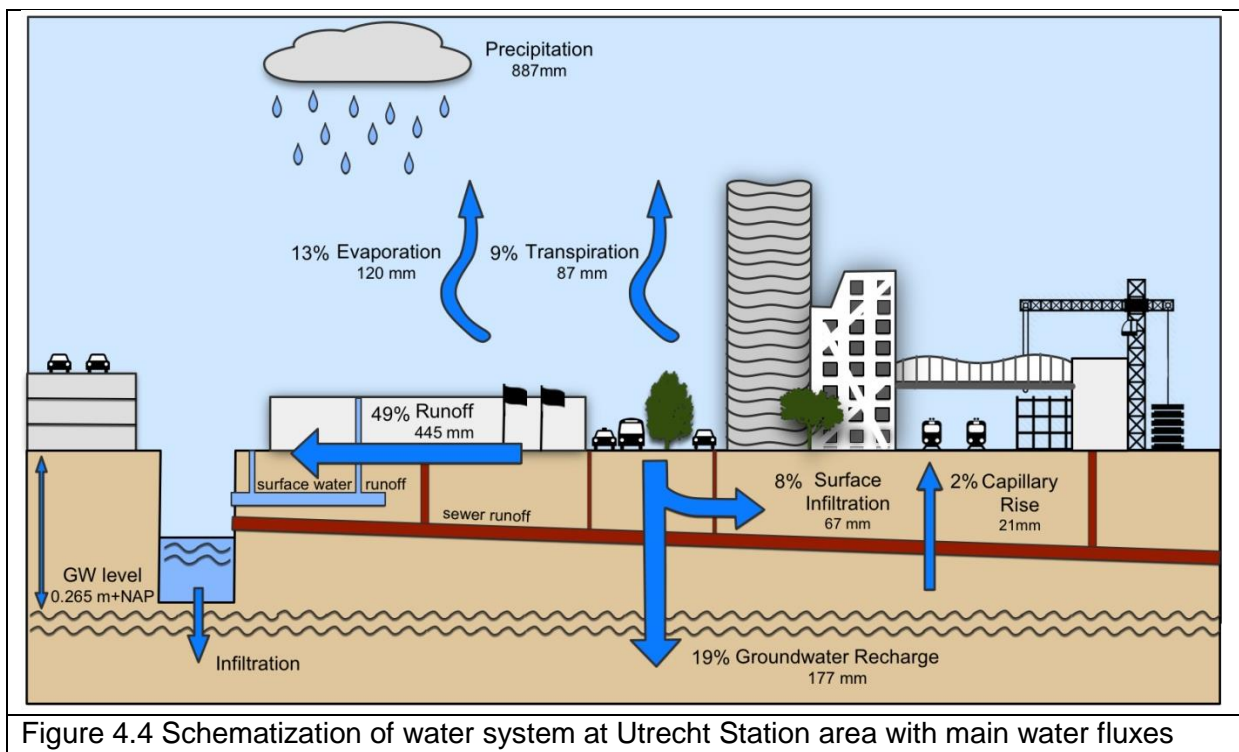 Precipitation
887mm
13% Evaporation
120 mm
9% Transpiration
87 mm
49% Runoff
445 mm
surface water runoff
sewer runoff
8% Surface
Infiltration
67 mm
2% Capillary
Rise
21mm
GW level
0.265 m+NAP
Infiltration
19% Groundwater Recharge
177 mm
Figure 4.4 Schematization of water system at Utrecht Station area with main water fluxes